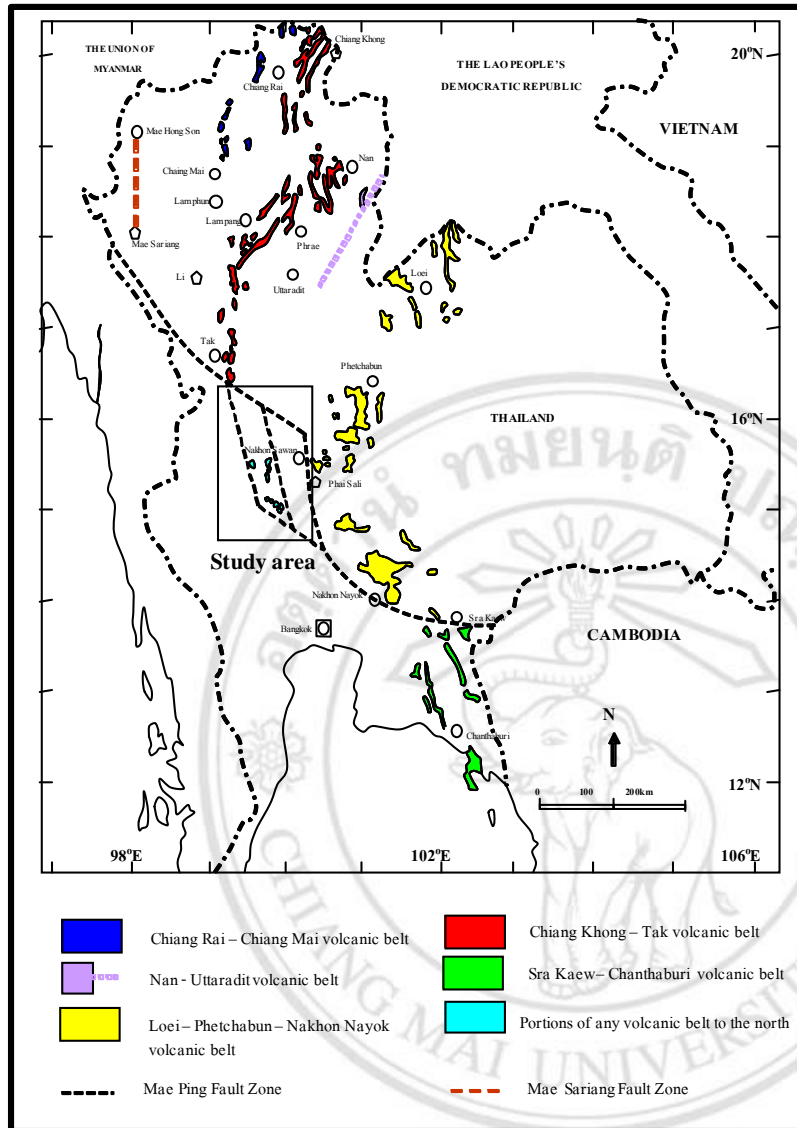 THE UNION OF
MYANMAR
Chiang Khong
20°N
THE LAO PEOPLE'S
DEMOCRATIC REPUBLIC
Chiang Rai
VIETNAM
Mae Hong Son
Nan
Chaing Mai
Lamphun
Lampang
Mae Sariang
Phrae
Li
Uttaradit
Loei
Tak
Phetchabun
16°N
THAILAND
Nakhon Sawan
Phai Sali
Study area
Nakhon Nayok
Sra Kaew
Bangkok
CAMBODIA
N
Chanthaburi
12°N
0 100 200km
98°E 102°E 106°E
Chiang Rai – Chiang Mai volcanic belt
Chiang Khong – Tak volcanic belt
Nan - Uttaradit volcanic belt
Sra Kaew – Chanthaburi volcanic belt
Loei – Phetchabun – Nakhon Nayok
volcanic belt
Portions of any volcanic belt to the north
Mae Ping Fault Zone
Mae Sariang Fault Zone
CHIANG MAI UNIVERS